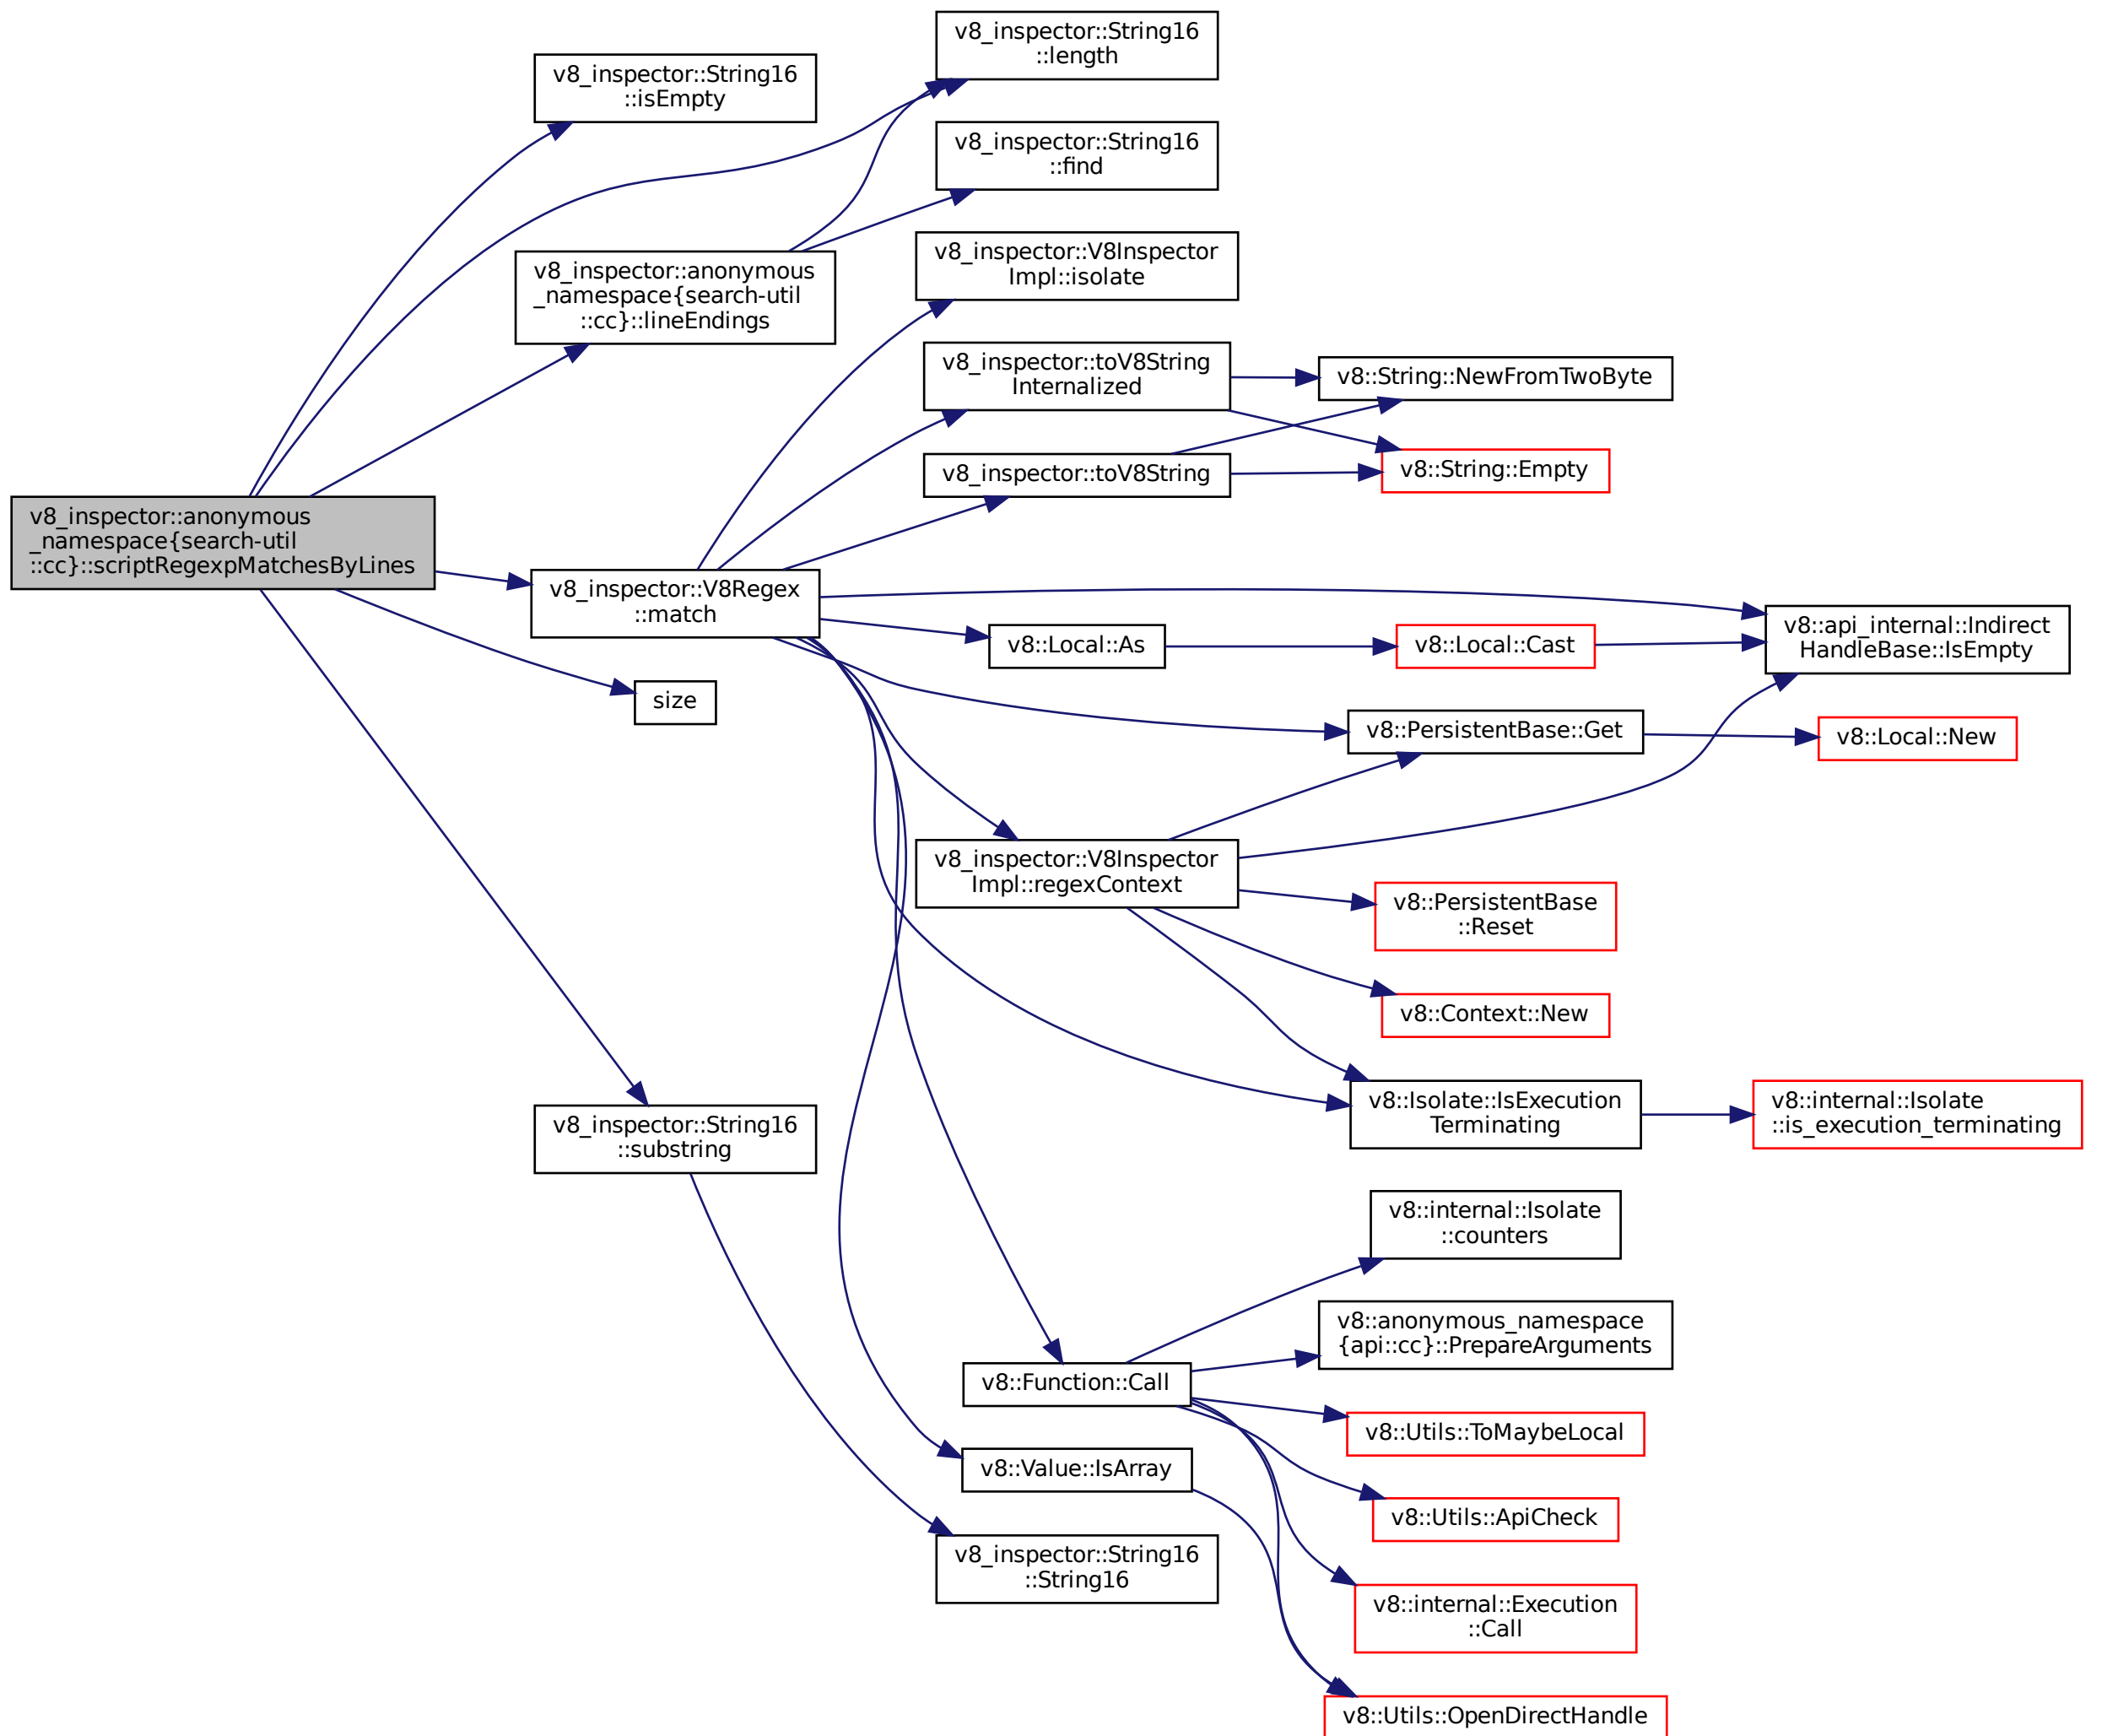 v8_inspector::String16
::length
v8_inspector::String16
::isEmpty
v8_inspector::String16
::find
v8_inspector::V8Inspector
Impl::isolate
v8_inspector::anonymous
_namespace{search-util
::cc}::lineEndings
v8_inspector::toV8String
Internalized
v8::String::NewFromTwoByte
v8_inspector::toV8String
v8::String::Empty
v8_inspector::anonymous
_namespace{search-util
::cc}::scriptRegexpMatchesByLines
v8_inspector::V8Regex
::match
v8::Local::As
v8::Local::Cast
v8::api_internal::Indirect
HandleBase::IsEmpty
size
v8::PersistentBase::Get
v8::Local::New
v8_inspector::V8Inspector
Impl::regexContext
v8::PersistentBase
::Reset
v8::Context::New
v8_inspector::String16
::substring
v8::Isolate::IsExecution
Terminating
v8::internal::Isolate
::is_execution_terminating
v8::internal::Isolate
::counters
v8::anonymous_namespace
{api::cc}::PrepareArguments
v8::Function::Call
v8::Utils::ToMaybeLocal
v8::Value::IsArray
v8::Utils::ApiCheck
v8_inspector::String16
::String16
v8::internal::Execution
::Call
v8::Utils::OpenDirectHandle